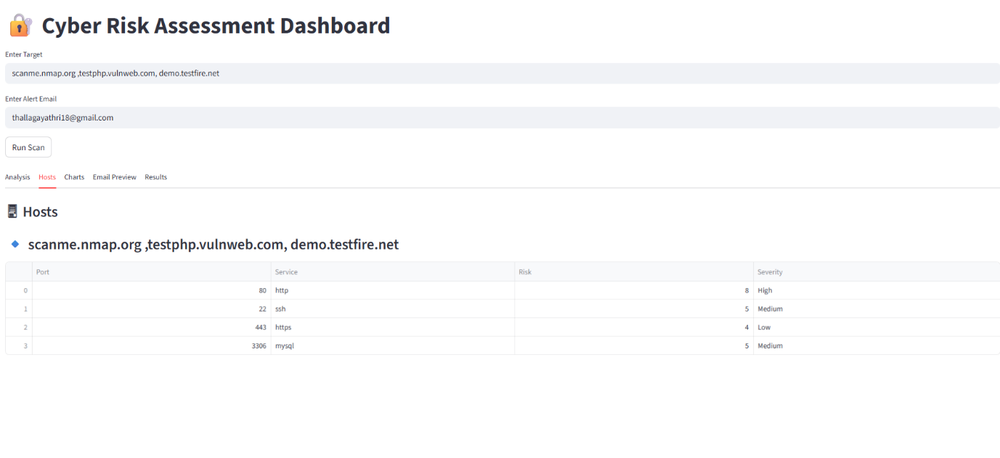 Cyber Risk Assessment Dashboard
Enter Target
scanme.nmap.org ,testphp.vulnweb.com, demo.testfire.net
Enter Alert Email
thallagayathri18@gmail.com
Run Scan
Analysis Hosts Charts Email Preview Results
Hosts
scanme.nmap.org ,testphp.vulnweb.com, demo.testfire.net
Port Service Risk Severity
0 80 http 8 High
1 22 ssh 5 Medium
2 443 https 4 Low
3 3306 mysql 5 Medium